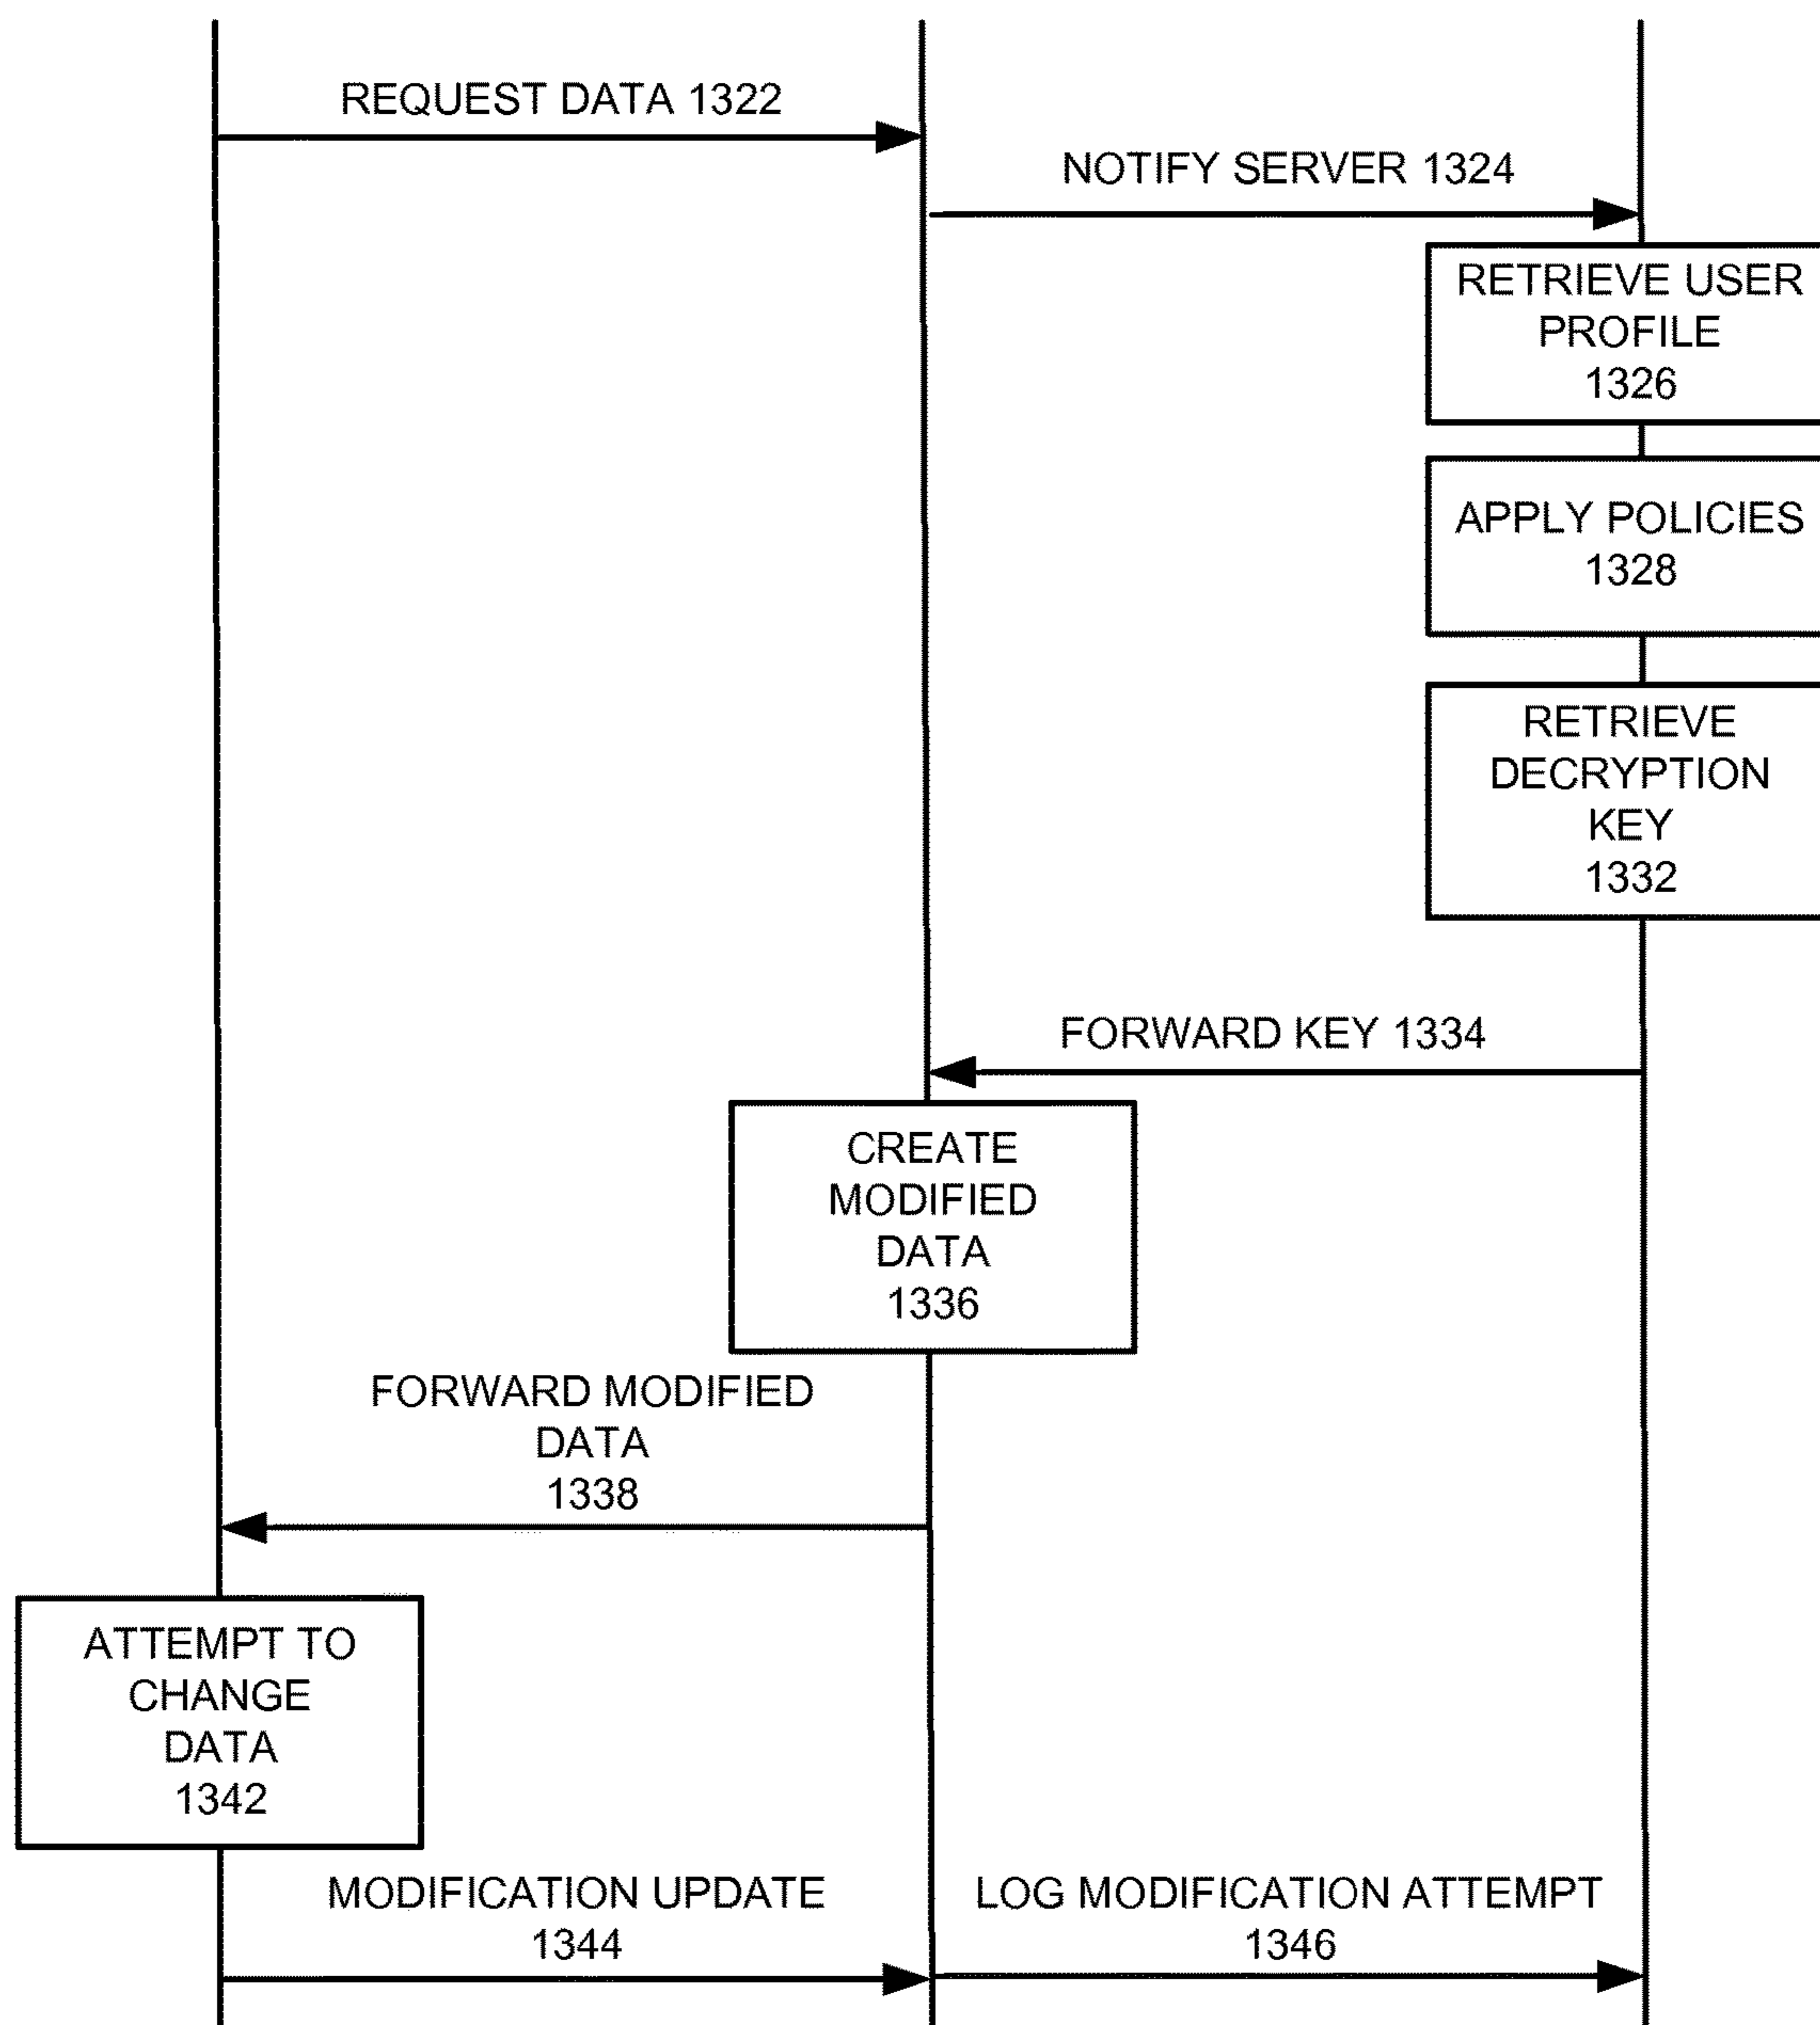 REQUEST DATA 1322
NOTIFY SERVER 1324
RETRIEVE USER
PROFILE
1326
APPLY POLICIES
1328
RETRIEVE
DECRYPTION
KEY
1332
FORWARD KEY 1334
CREATE
MODIFIED
DATA
1336
FORWARD MODIFIED
DATA
1338
ATTEMPT TO
CHANGE
DATA
1342
MODIFICATION UPDATE
1344
LOG MODIFICATION ATTEMPT
1346